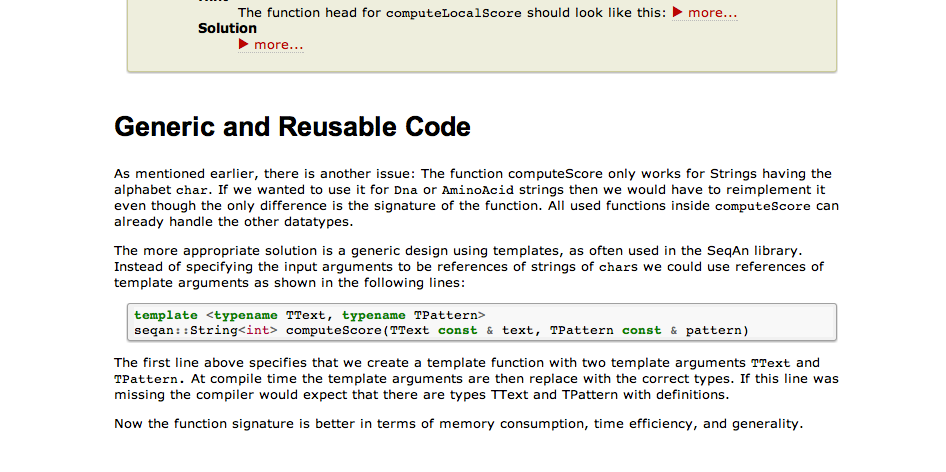 The function head for computeLocalScore should look like this: ▶ more...
Solution
▶ more...
Generic and Reusable Code
As mentioned earlier, there is another issue: The function computeScore only works for Strings having the
alphabet char. If we wanted to use it for Dna or AminoAcid strings then we would have to reimplement it
even though the only difference is the signature of the function. All used functions inside computeScore can
already handle the other datatypes.
The more appropriate solution is a generic design using templates, as often used in the SeqAn library.
Instead of specifying the input arguments to be references of strings of chars we could use references of
template arguments as shown in the following lines:
template <typename TText, typename TPattern>
seqan::String<int> computeScore(TText const & text, TPattern const & pattern)
The first line above specifies that we create a template function with two template arguments TText and
TPattern. At compile time the template arguments are then replace with the correct types. If this line was
missing the compiler would expect that there are types TText and TPattern with definitions.
Now the function signature is better in terms of memory consumption, time efficiency, and generality.